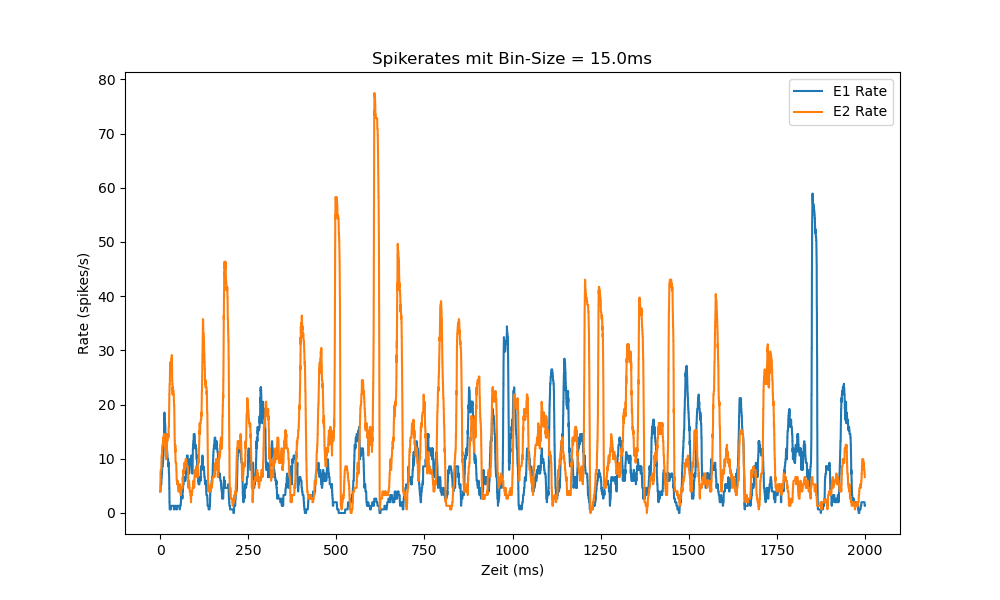 Spikerates mit Bin-Size = 15.0ms
E1 Rate
E2 Rate
Rate (spikes/s)
80
70
60
50
40
30
20
10
0
0 250 500 750 1000 1250 1500 1750 2000
Zeit (ms)